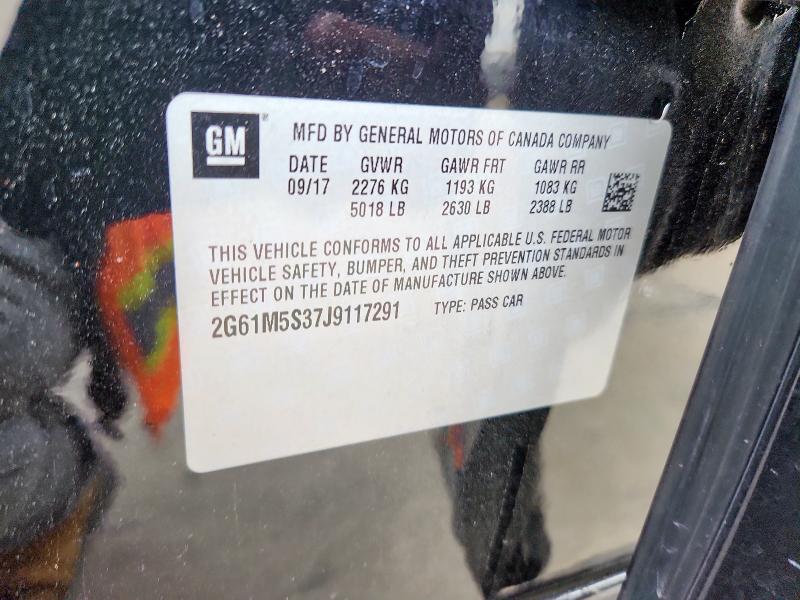 GM
MFD BY GENERAL MOTORS OF CANADA COMPANY
DATE GVWR GAWR FRT GAWR RR
09/17 2276 KG 1193 KG 1083 KG
5018 LB 2630 LB 2388 LB
THIS VEHICLE CONFORMS TO ALL APPLICABLE U.S. FEDERAL MOTOR
VEHICLE SAFETY, BUMPER, AND THEFT PREVENTION STANDARDS IN
EFFECT ON THE DATE OF MANUFACTURE SHOWN ABOVE.
2G61M5S37J9117291 TYPE: PASS CAR